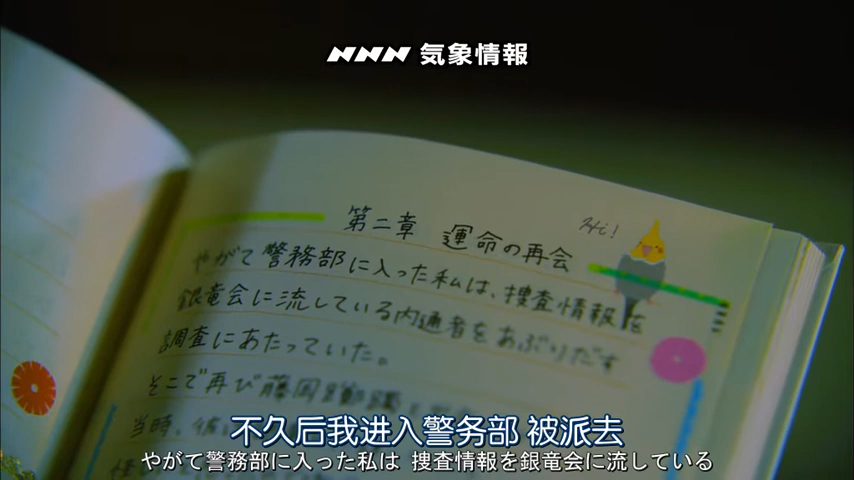 NNN 気象情報
第二章 運命の再会
Hi!
やがて警務部に入った私は、捜査情報を
銀竜会に流している内通者をあぶりだす
調査にあたっていた。
そこで再び藤岡
当時、彼
不久后我进入警务部 被派去
やがて警務部に入った私は 捜査情報を銀竜会に流している